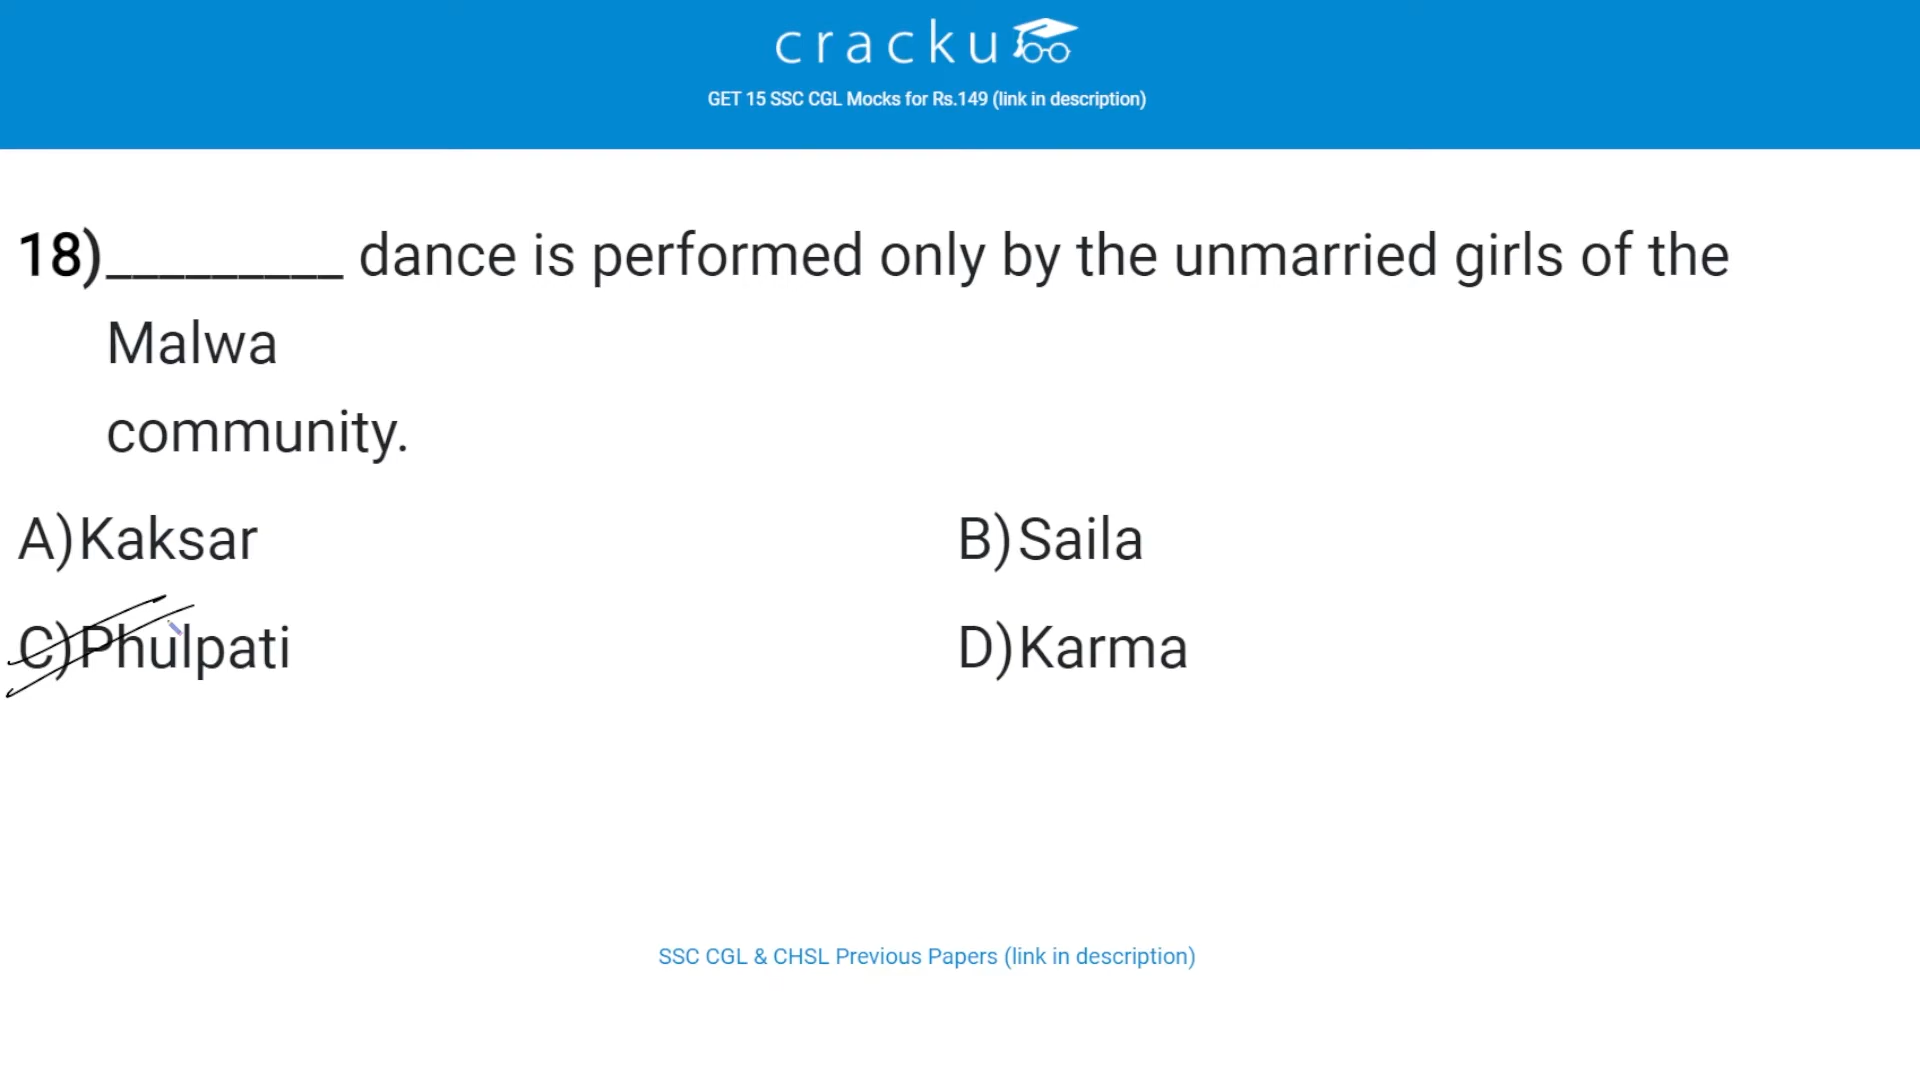 cracku
GET 15 SSC CGL Mocks for Rs.149 (link in description)
18)_________ dance is performed only by the unmarried girls of the
Malwa
community.
A)Kaksar
B)Saila
C)Phulpati
D)Karma
SSC CGL & CHSL Previous Papers (link in description)